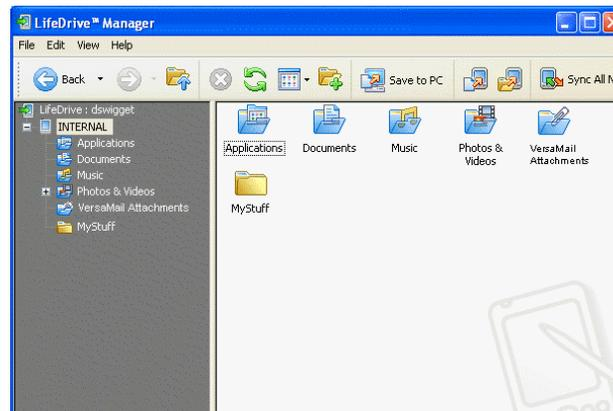 LifeDrive™ Manager
File Edit View Help
Back Save to PC Sync All
LifeDrive : dswigget
INTERNAL
Applications
Documents
Music
Photos & Videos
VersaMail Attachments
MyStuff
Applications Documents Music Photos & Videos VersaMail Attachments
MyStuff